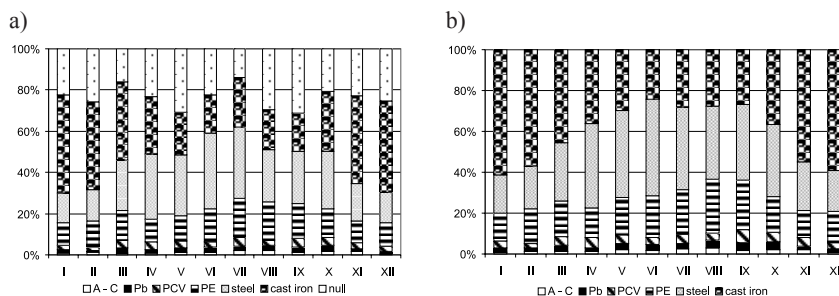 a)
100%
80%
60%
40%
20%
0%
I II III IV V VI VII VIII IX X XI XII
A - C Pb PCV PE steel cast iron null
b)
100%
80%
60%
40%
20%
0%
I II III IV V VI VII VIII IX X XI XII
A - C Pb PCV PE steel cast iron